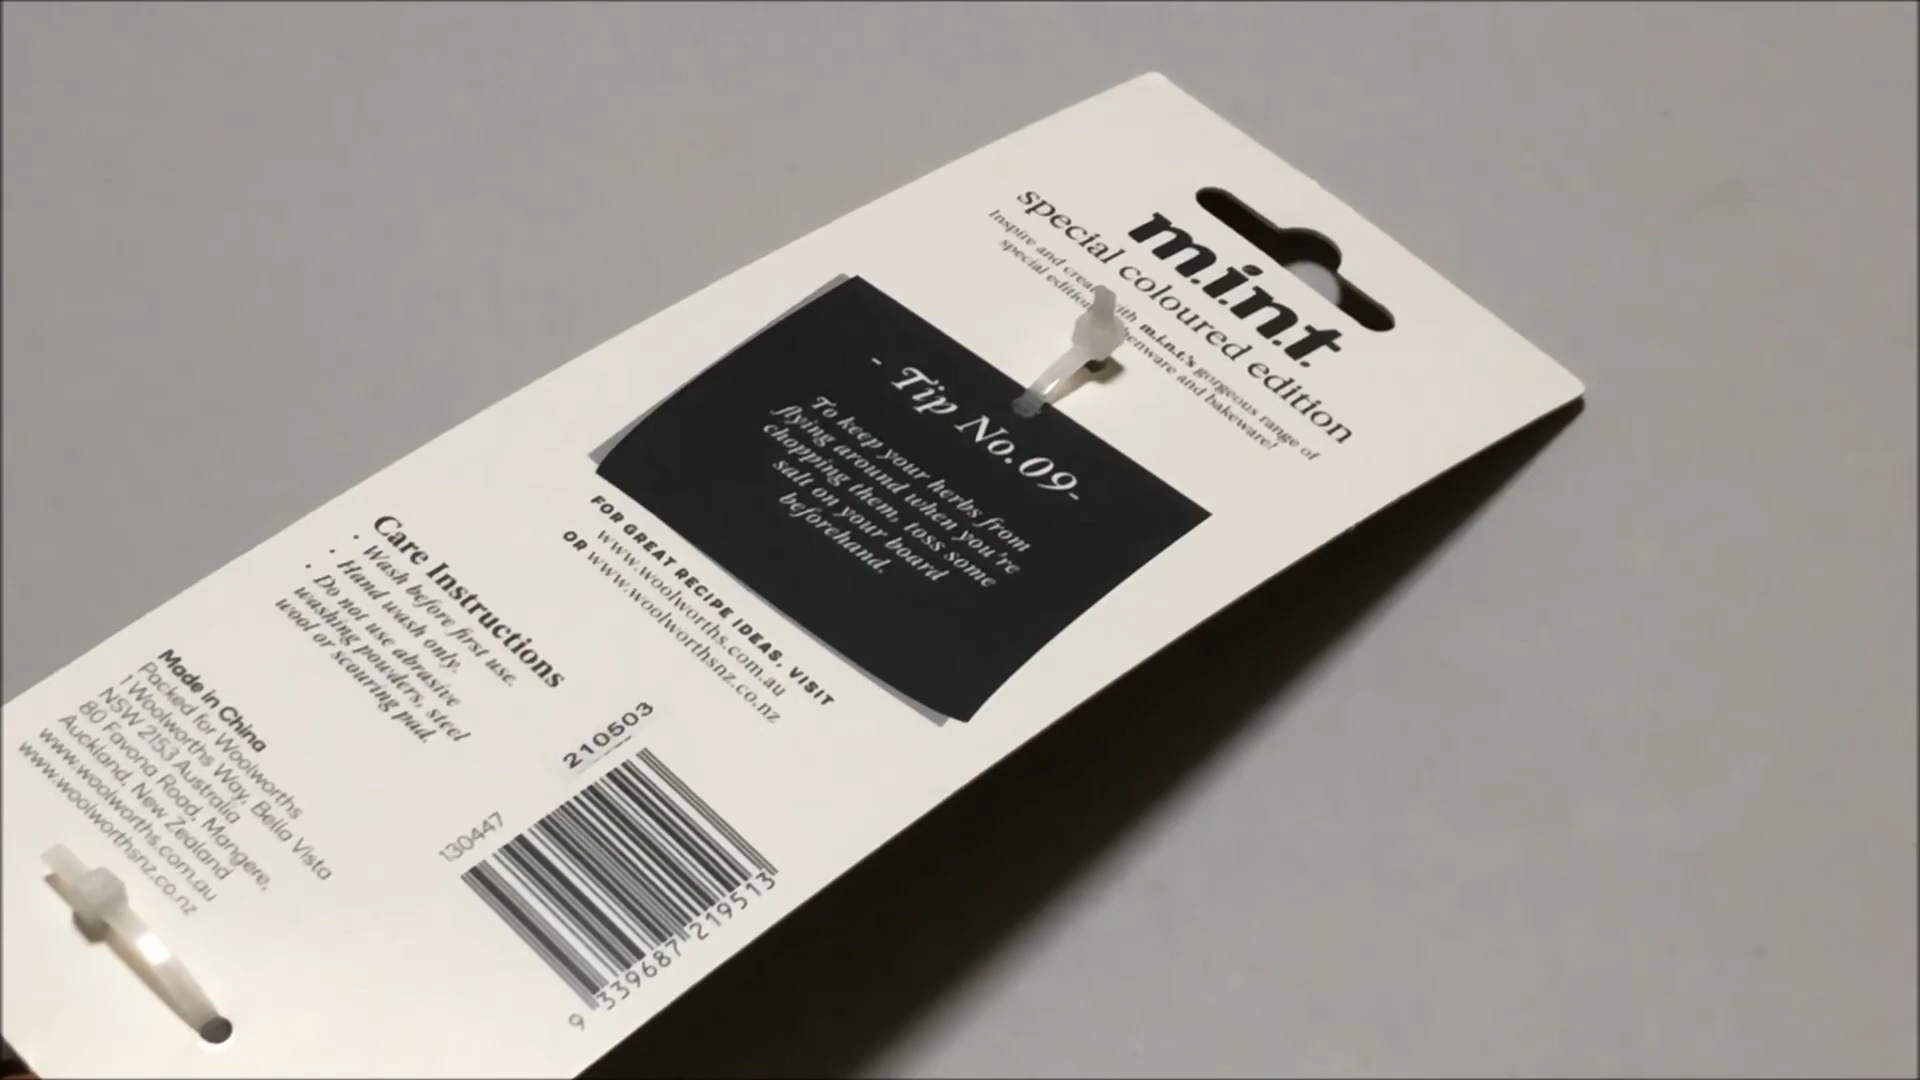 m.i.n.t.
special coloured edition
Inspire and with m.i.n.t.'s gorgeous range of
special edition and bakeware!
- Tip No.09-
To keep your herbs from
flying around when you're
chopping them, toss some
salt on your board
beforehand.
FOR GREAT RECIPE IDEAS, VISIT
www.woolworths.com.au
OR www.woolworthsnz.co.nz
Care Instructions
• Wash before first use.
• Hand wash only.
• Do not use abrasive
washing powders, steel
wool or scouring pad.
Made in China
Packed for Woolworths
1 Woolworths Way, Bella Vista
NSW 2153 Australia
80 Favona Road, Mangere,
Auckland, New Zealand
www.woolworths.com.au
www.woolworthsnz.co.nz
210503
130447
9 339687 219513